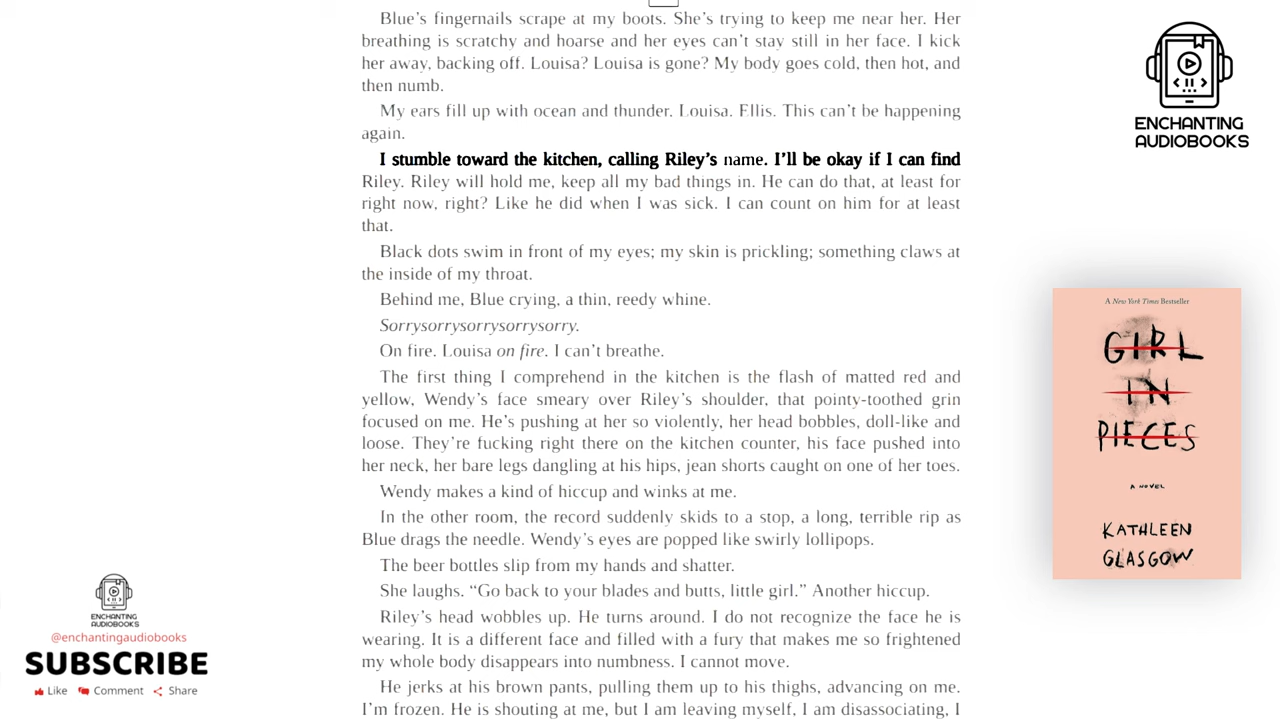 Blue’s fingernails scrape at my boots. She’s trying to keep me near her. Her
breathing is scratchy and hoarse and her eyes can’t stay still in her face. I kick
her away, backing off. Louisa? Louisa is gone? My body goes cold, then hot, and
then numb.
My ears fill up with ocean and thunder. Louisa. Ellis. This can’t be happening
again.
I stumble toward the kitchen, calling Riley’s name. I’ll be okay if I can find
Riley. Riley will hold me, keep all my bad things in. He can do that, at least for
right now, right? Like he did when I was sick. I can count on him for at least
that.
Black dots swim in front of my eyes; my skin is prickling; something claws at
the inside of my throat.
Behind me, Blue crying, a thin, reedy whine.
Sorrysorrysorrysorrysorry.
On fire. Louisa on fire. I can’t breathe.
The first thing I comprehend in the kitchen is the flash of matted red and
yellow, Wendy’s face smeary over Riley’s shoulder, that pointy-toothed grin
focused on me. He’s pushing at her so violently, her head bobbles, doll-like and
loose. They’re fucking right there on the kitchen counter, his face pushed into
her neck, her bare legs dangling at his hips, jean shorts caught on one of her toes.
Wendy makes a kind of hiccup and winks at me.
In the other room, the record suddenly skids to a stop, a long, terrible rip as
Blue drags the needle. Wendy’s eyes are popped like swirly lollipops.
The beer bottles slip from my hands and shatter.
She laughs. “Go back to your blades and butts, little girl.” Another hiccup.
Riley’s head wobbles up. He turns around. I do not recognize the face he is
wearing. It is a different face and filled with a fury that makes me so frightened
my whole body disappears into numbness. I cannot move.
He jerks at his brown pants, pulling them up to his thighs, advancing on me.
I’m frozen. He is shouting at me, but I am leaving myself, I am disassociating, I
ENCHANTING
AUDIOBOOKS
A New York Times Bestseller
GIRL
IN
PIECES
A NOVEL
KATHLEEN
GLASGOW
ENCHANTING
AUDIOBOOKS
@enchantingaudiobooks
SUBSCRIBE
Like Comment Share